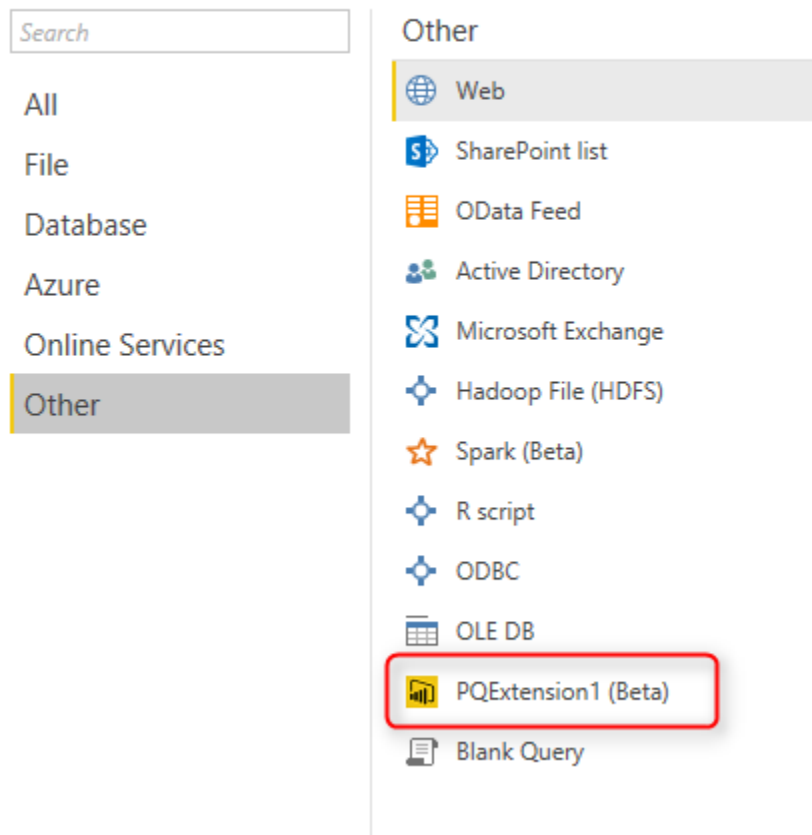 Search
All
File
Database
Azure
Online Services
Other
Other
Web
SharePoint list
OData Feed
Active Directory
Microsoft Exchange
Hadoop File (HDFS)
Spark (Beta)
R script
ODBC
OLE DB
PQExtension1 (Beta)
Blank Query